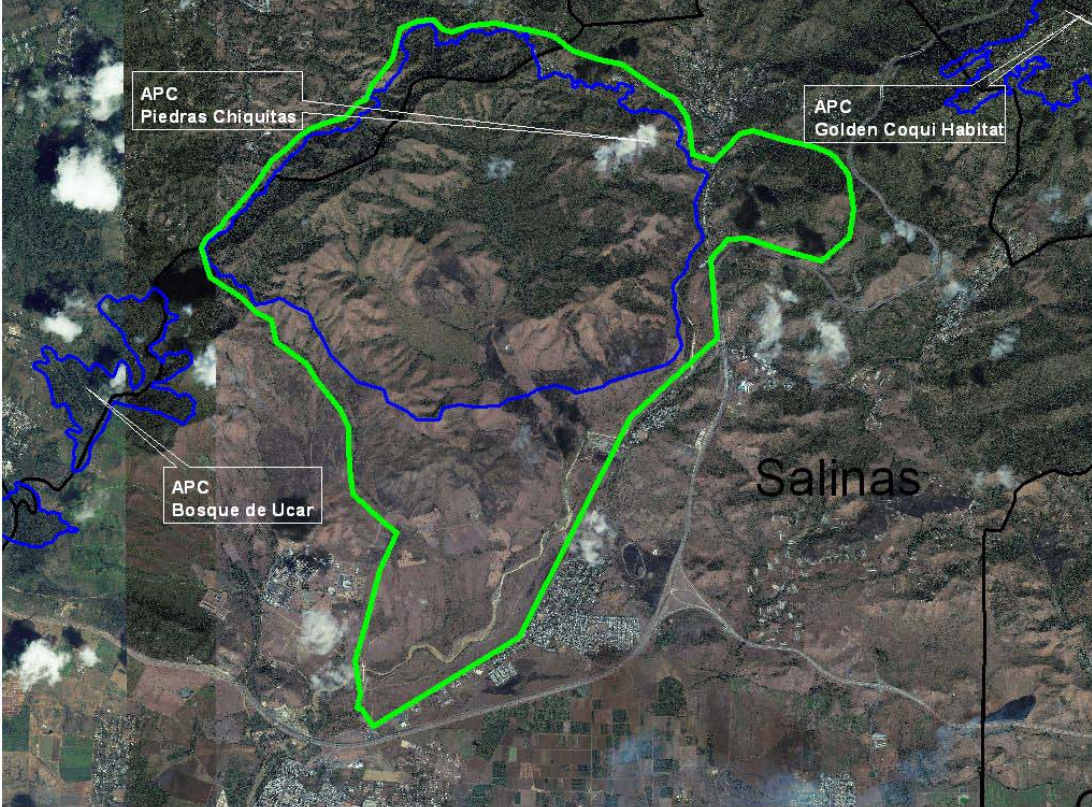 APC
Piedras Chiquitas
APC
Golden Coqui Habitat
APC
Bosque de Ucar
Salinas